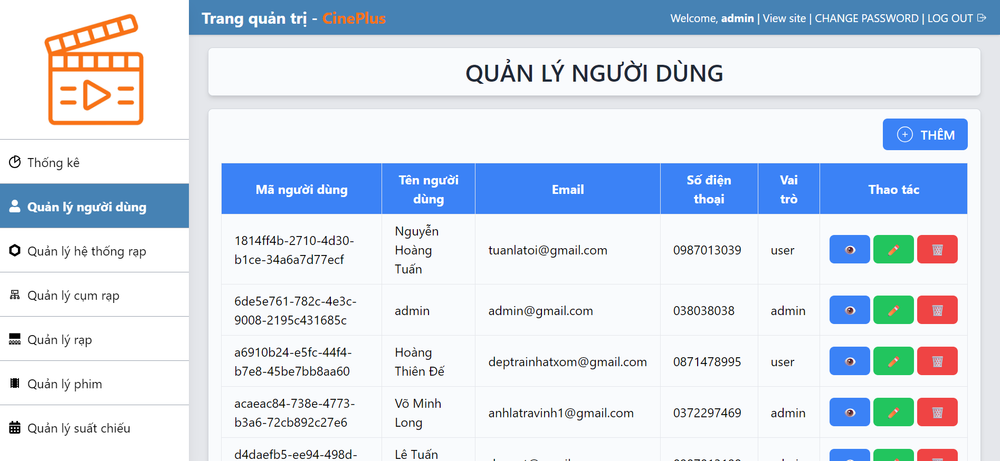 Trang quản trị - CinePlus
Welcome, admin | View site | CHANGE PASSWORD | LOG OUT
Thống kê
Quản lý người dùng
Quản lý hệ thống rạp
Quản lý cụm rạp
Quản lý rạp
Quản lý phim
Quản lý suất chiếu
QUẢN LÝ NGƯỜI DÙNG
THÊM
Mã người dùng
Tên người
dùng
Email
Số điện
thoại
Vai
trò
Thao tác
1814ff4b-2710-4d30-
b1ce-34a6a7d77ecf
Nguyễn
Hoàng
Tuấn
tuanlatoi@gmail.com
0987013039
user
6de5e761-782c-4e3c-
9008-2195c431685c
admin
admin@gmail.com
038038038
admin
a6910b24-e5fc-44f4-
b7e8-45be7bb8aa60
Hoàng
Thiên Đế
deptrainhatxom@gmail.com
0871478995
user
acaeac84-738e-4773-
b3a6-72cb892c27e6
Võ Minh
Long
anhlatravinh1@gmail.com
0372297469
admin
d4daefb5-ee94-498d-
Lê Tuấn